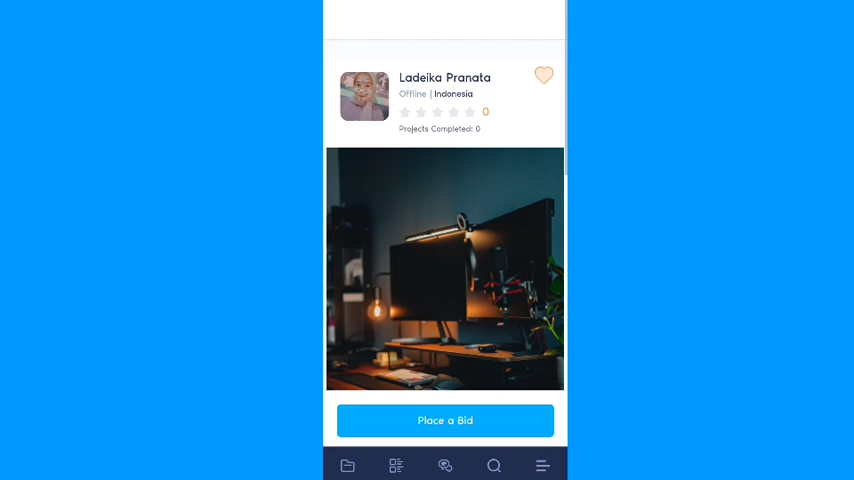 Ladeika Pranata
Offline | Indonesia
0
Projects Completed: 0
Place a Bid